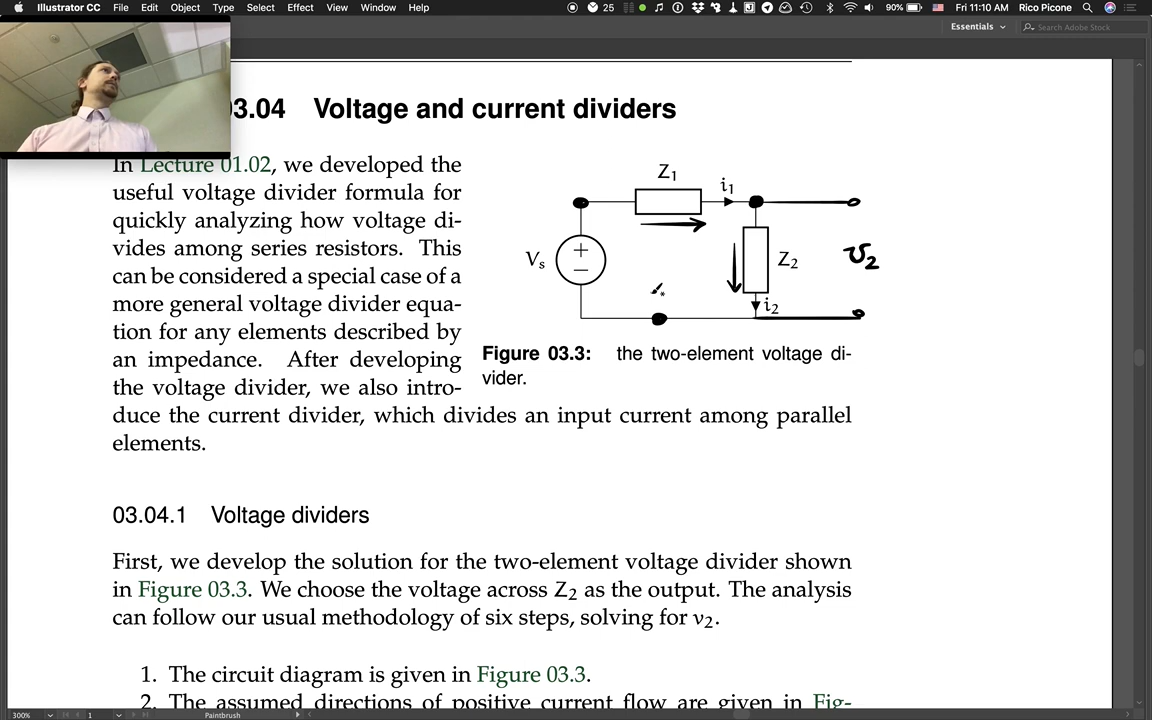 Illustrator CC File Edit Object Type Select Effect View Window Help 25 90% Fri 11:10 AM Rico Picone
Essentials Search Adobe Stock
03.04 Voltage and current dividers
In Lecture 01.02, we developed the
useful voltage divider formula for
quickly analyzing how voltage di-
vides among series resistors. This
can be considered a special case of a
more general voltage divider equa-
tion for any elements described by
an impedance. After developing
the voltage divider, we also intro-
duce the current divider, which divides an input current among parallel
elements.
Z1
i1
Vs
+
−
Z2
v2
i2
Figure 03.3: the two-element voltage di-
vider.
03.04.1 Voltage dividers
First, we develop the solution for the two-element voltage divider shown
in Figure 03.3. We choose the voltage across Z2 as the output. The analysis
can follow our usual methodology of six steps, solving for v2.
1. The circuit diagram is given in Figure 03.3.
2. The assumed directions of positive current flow are given in Fig-
300% 1 Paintbrush